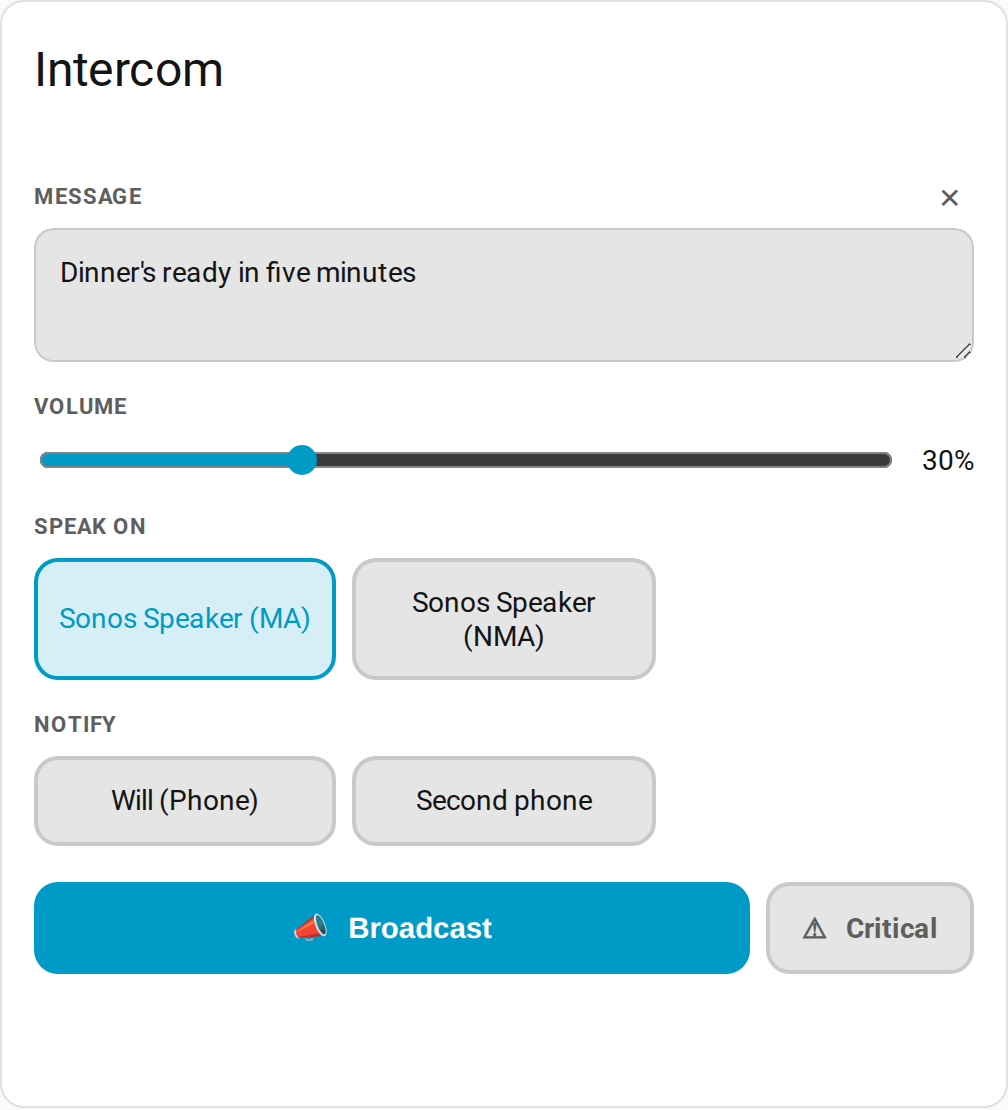 Intercom
MESSAGE
Dinner's ready in five minutes
VOLUME
30%
SPEAK ON
Sonos Speaker (MA)
Sonos Speaker
(NMA)
NOTIFY
Will (Phone)
Second phone
Broadcast
Critical